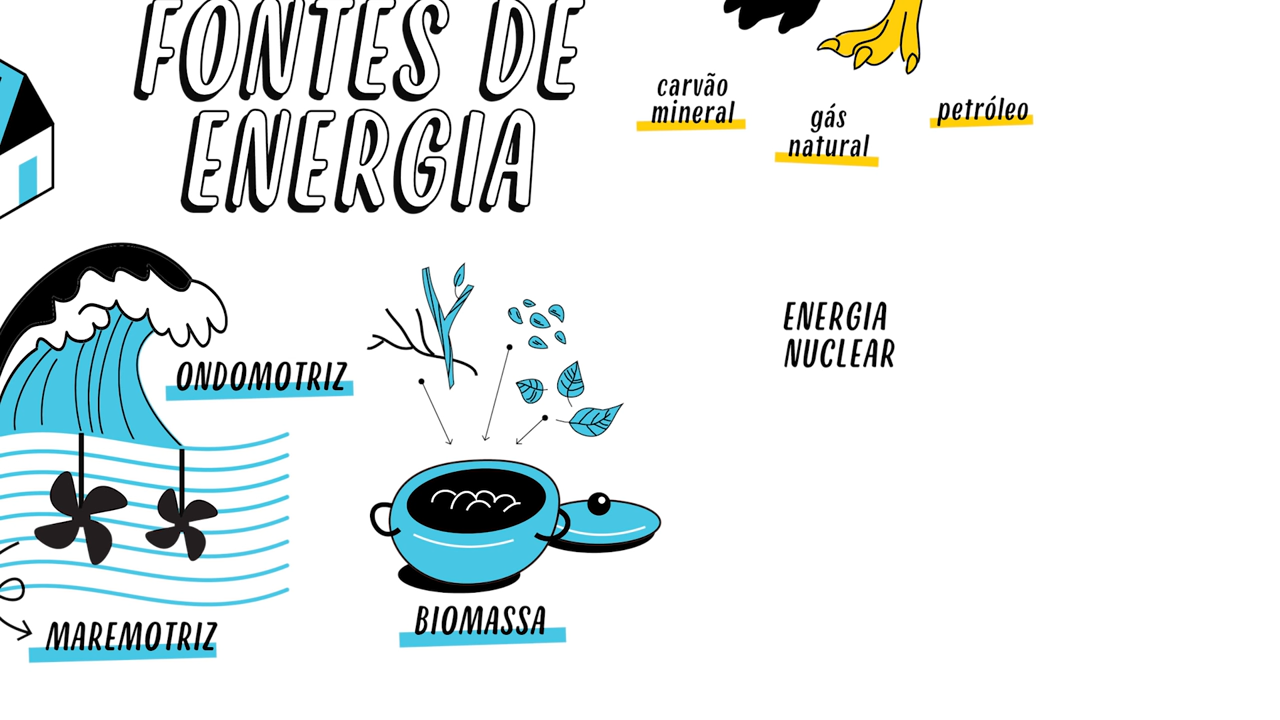 FONTES DE
ENERGIA
carvão
mineral
gás
natural
petróleo
ENERGIA
NUCLEAR
ONDOMOTRIZ
BIOMASSA
MAREMOTRIZ